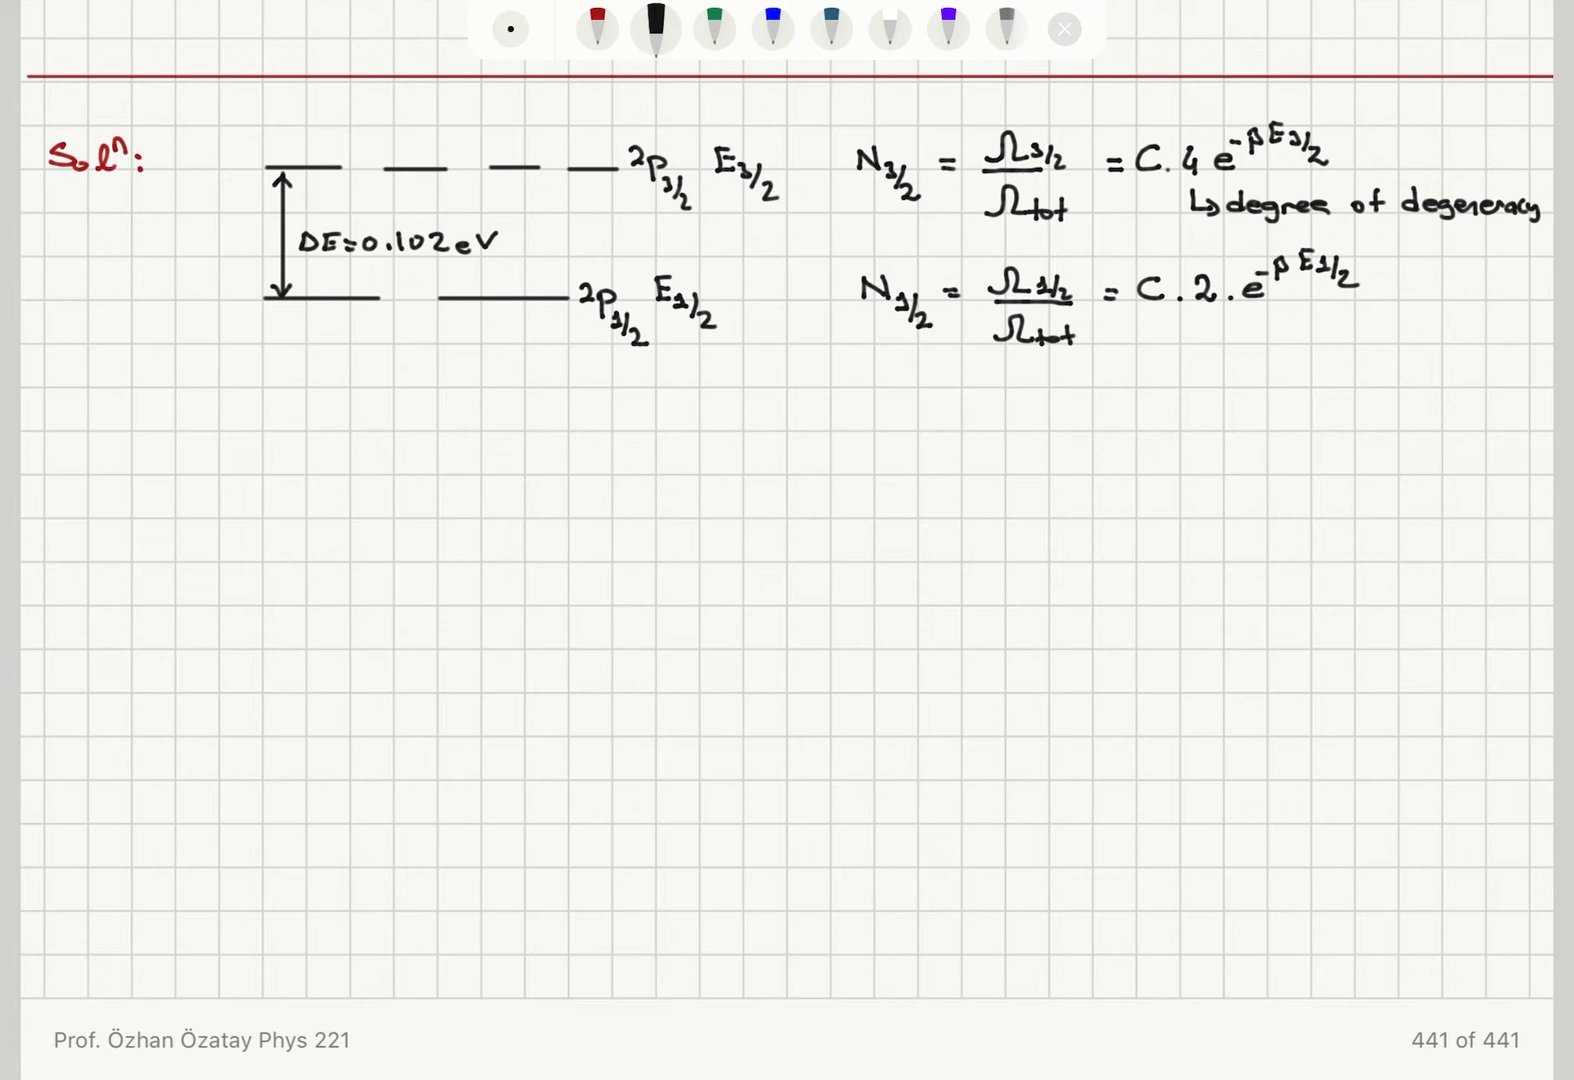 Solⁿ:
²P₃/₂ E₃/₂
N₃/₂ = Ω₃/₂ / Ωtot = C. 4 e^-βE₃/₂
↳ degree of degeneracy
DE=0.102eV
²P₁/₂ E₁/₂
N₁/₂ = Ω₁/₂ / Ωtot = C . 2 . e^-βE₁/₂
Prof. Özhan Özatay Phys 221
441 of 441